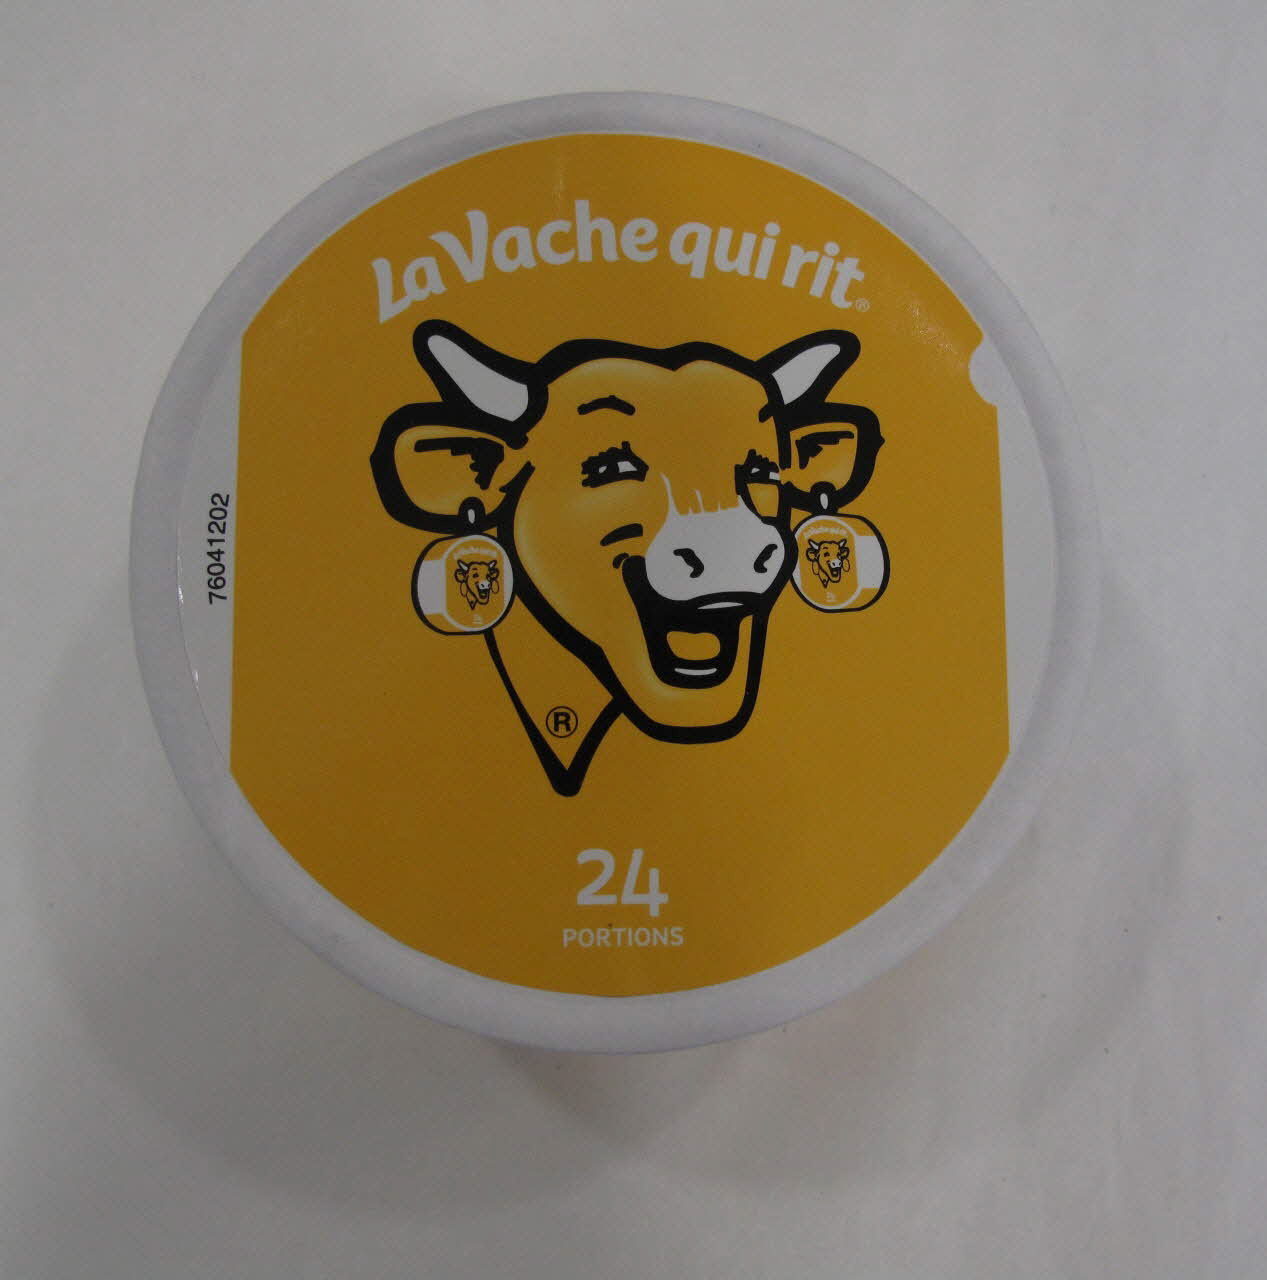 La Vache qui rit®
76041202
®
24
PORTIONS